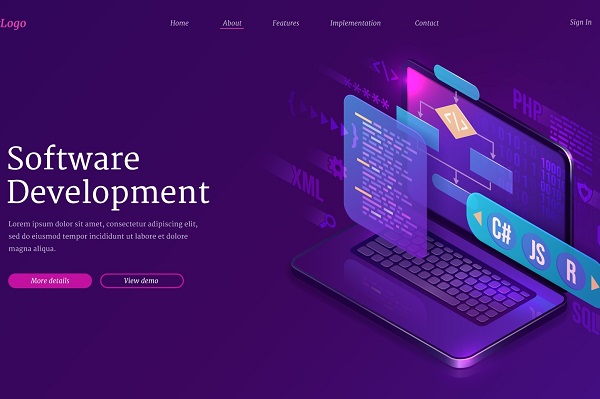 Logo
Home
About
Features
Implementation
Contact
Sign In
Software
Development
Lorem ipsum dolor sit amet, consectetur adipiscing elit,
sed do eiusmod tempor incididunt ut labore et dolore
magna aliqua.
More details
View demo
</>
*****
PHP
</>
XML
C#
JS
R
SQL